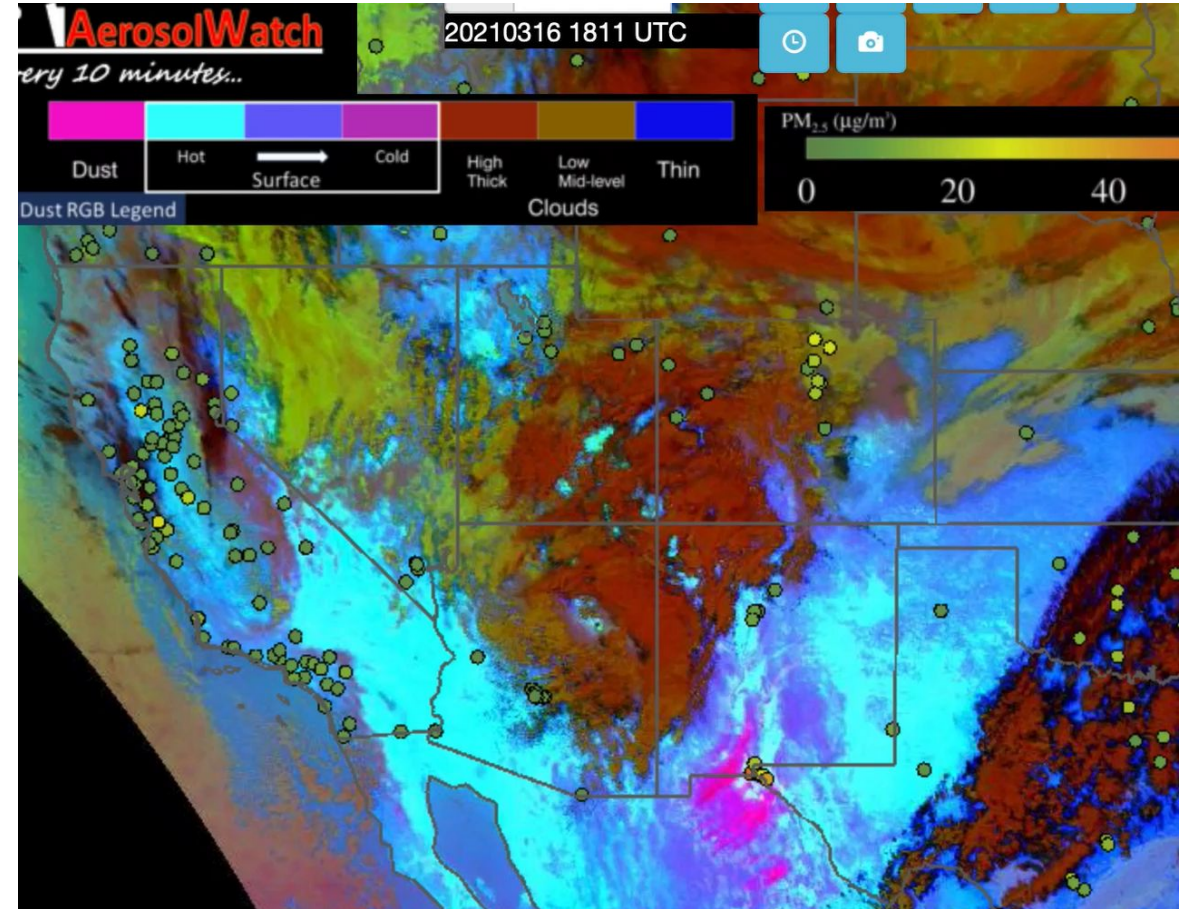 AerosolWatch
20210316 1811 UTC
ery 10 minutes...
Dust
Hot
Cold
Surface
High
Thick
Low
Mid-level
Thin
Clouds
Dust RGB Legend
PM2.5 (μg/m³)
0 20 40